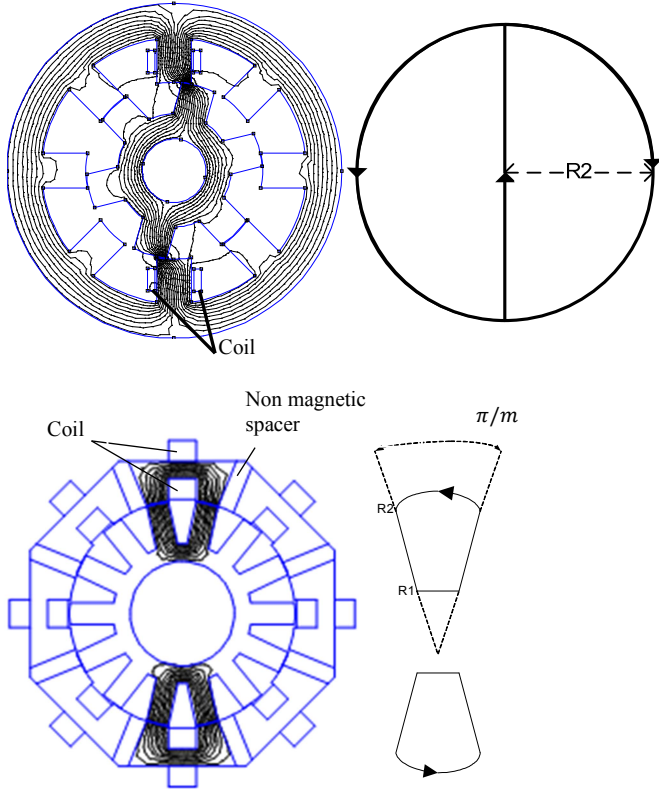 R2
Coil
Non magnetic
spacer
Coil
π/m
R2
R1